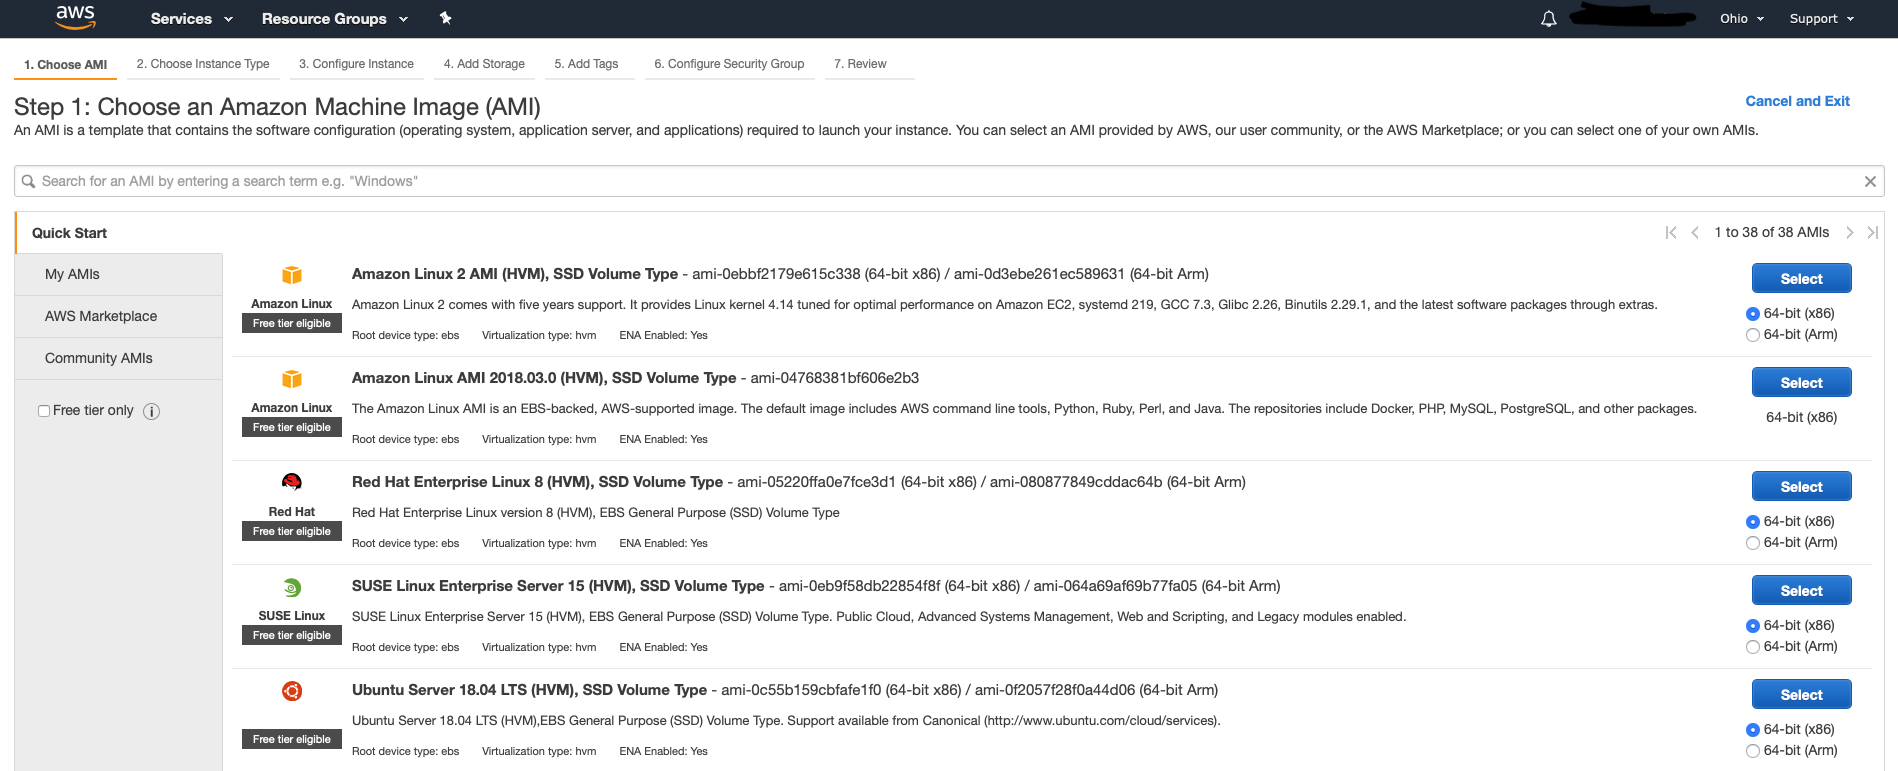 aws Services Resource Groups Ohio Support
1. Choose AMI 2. Choose Instance Type 3. Configure Instance 4. Add Storage 5. Add Tags 6. Configure Security Group 7. Review
Step 1: Choose an Amazon Machine Image (AMI)
Cancel and Exit
An AMI is a template that contains the software configuration (operating system, application server, and applications) required to launch your instance. You can select an AMI provided by AWS, our user community, or the AWS Marketplace; or you can select one of your own AMIs.
Search for an AMI by entering a search term e.g. "Windows"
Quick Start
1 to 38 of 38 AMIs
My AMIs
AWS Marketplace
Community AMIs
Free tier only
Amazon Linux
Free tier eligible
Amazon Linux 2 AMI (HVM), SSD Volume Type - ami-0ebbf2179e615c338 (64-bit x86) / ami-0d3ebe261ec589631 (64-bit Arm)
Amazon Linux 2 comes with five years support. It provides Linux kernel 4.14 tuned for optimal performance on Amazon EC2, systemd 219, GCC 7.3, Glibc 2.26, Binutils 2.29.1, and the latest software packages through extras.
Root device type: ebs Virtualization type: hvm ENA Enabled: Yes
Select
64-bit (x86)
64-bit (Arm)
Amazon Linux
Free tier eligible
Amazon Linux AMI 2018.03.0 (HVM), SSD Volume Type - ami-04768381bf606e2b3
The Amazon Linux AMI is an EBS-backed, AWS-supported image. The default image includes AWS command line tools, Python, Ruby, Perl, and Java. The repositories include Docker, PHP, MySQL, PostgreSQL, and other packages.
Root device type: ebs Virtualization type: hvm ENA Enabled: Yes
Select
64-bit (x86)
Red Hat
Free tier eligible
Red Hat Enterprise Linux 8 (HVM), SSD Volume Type - ami-05220ffa0e7fce3d1 (64-bit x86) / ami-080877849cddac64b (64-bit Arm)
Red Hat Enterprise Linux version 8 (HVM), EBS General Purpose (SSD) Volume Type
Root device type: ebs Virtualization type: hvm ENA Enabled: Yes
Select
64-bit (x86)
64-bit (Arm)
SUSE Linux
Free tier eligible
SUSE Linux Enterprise Server 15 (HVM), SSD Volume Type - ami-0eb9f58db22854f8f (64-bit x86) / ami-064a69af69b77fa05 (64-bit Arm)
SUSE Linux Enterprise Server 15 (HVM), EBS General Purpose (SSD) Volume Type. Public Cloud, Advanced Systems Management, Web and Scripting, and Legacy modules enabled.
Root device type: ebs Virtualization type: hvm ENA Enabled: Yes
Select
64-bit (x86)
64-bit (Arm)
Free tier eligible
Ubuntu Server 18.04 LTS (HVM), SSD Volume Type - ami-0c55b159cbfafe1f0 (64-bit x86) / ami-0f2057f28f0a44d06 (64-bit Arm)
Ubuntu Server 18.04 LTS (HVM),EBS General Purpose (SSD) Volume Type. Support available from Canonical (http://www.ubuntu.com/cloud/services).
Root device type: ebs Virtualization type: hvm ENA Enabled: Yes
Select
64-bit (x86)
64-bit (Arm)